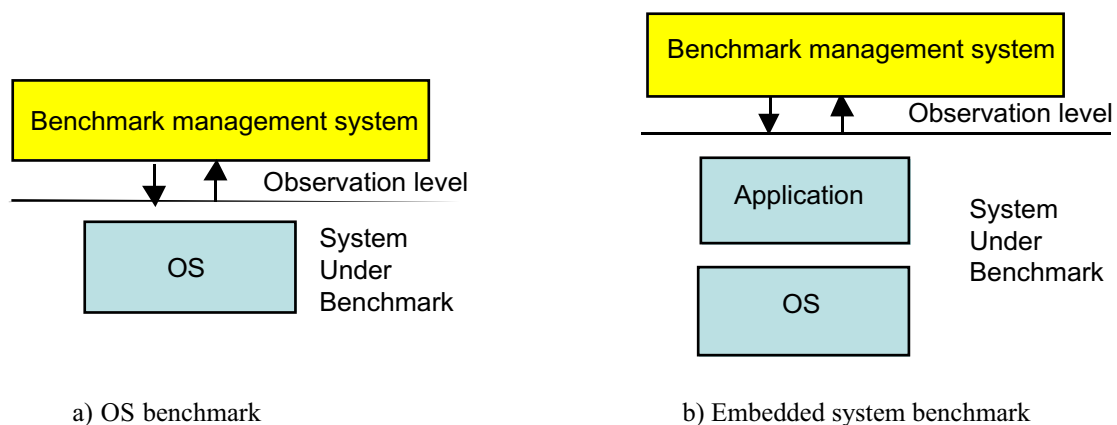 Benchmark management system
Observation level
OS
System
Under
Benchmark
a) OS benchmark
Benchmark management system
Observation level
Application
OS
System
Under
Benchmark
b) Embedded system benchmark